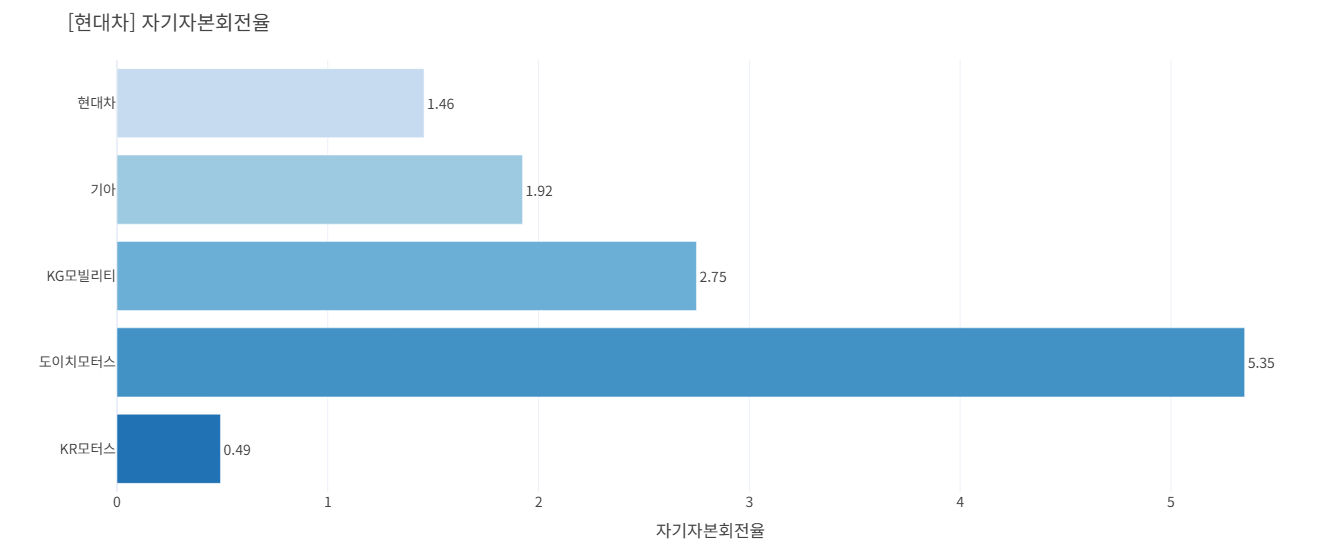 [현대차] 자기자본회전율
현대차
1.46
기아
1.92
KG모빌리티
2.75
도이치모터스
5.35
KR모터스
0.49
0 1 2 3 4 5
자기자본회전율